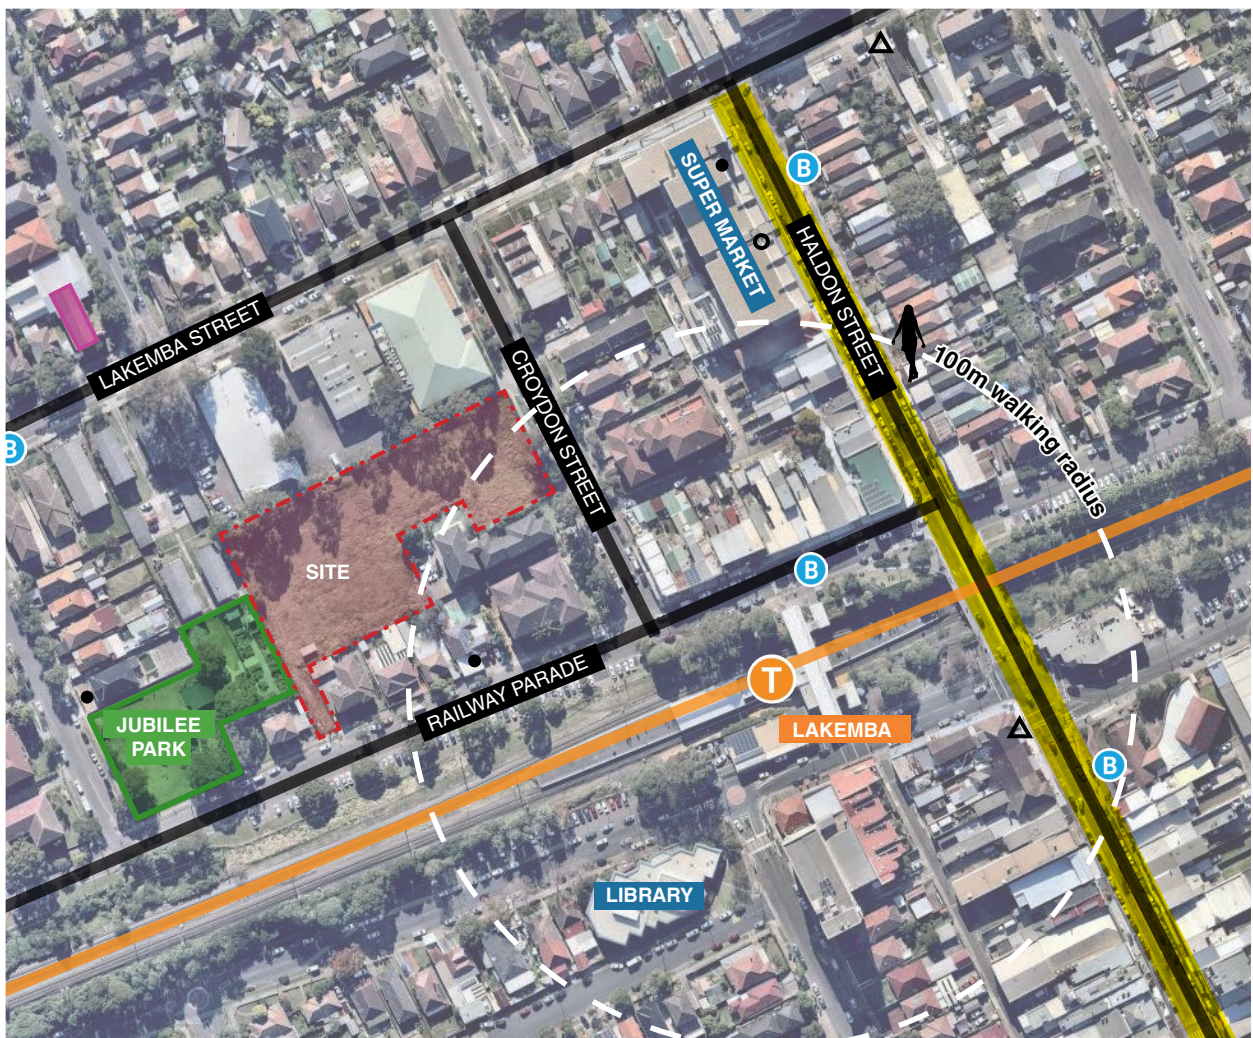 B
SUPER MARKET
HALDON STREET
LAKEMBA STREET
100m walking radius
CROYDON STREET
B
B
SITE
T
RAILWAY PARADE
JUBILEE
PARK
LAKEMBA
B
LIBRARY